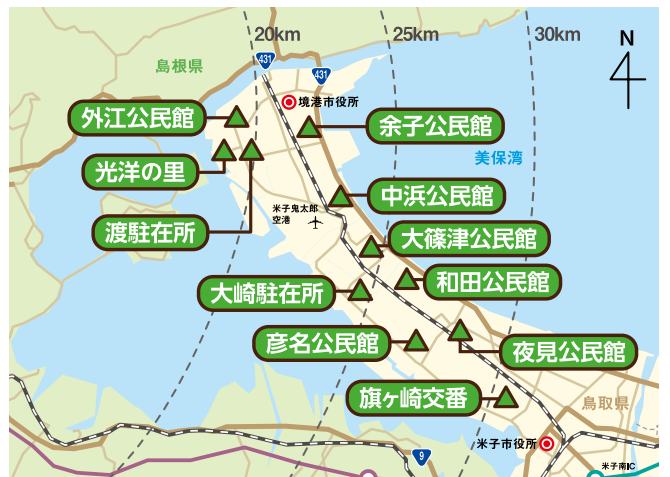 20km
25km
30km
N
島根県
431
431
外江公民館
境港市役所
余子公民館
光洋の里
美保湾
中浜公民館
渡駐在所
米子鬼太郎
空港
大篠津公民館
大崎駐在所
和田公民館
彦名公民館
夜見公民館
旗ヶ崎交番
鳥取県
米子市役所
9
米子南IC